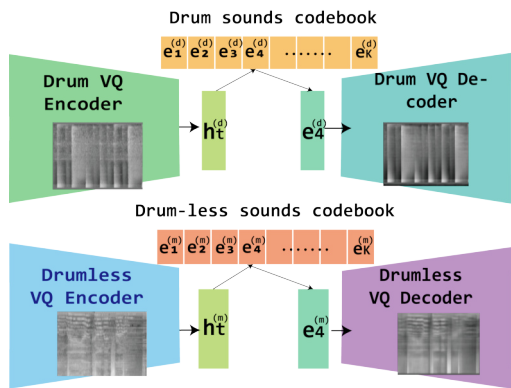 Drum sounds codebook
e₁⁽ᵈ⁾ e₂⁽ᵈ⁾ e₃⁽ᵈ⁾ e₄⁽ᵈ⁾ ....... eₖ⁽ᵈ⁾
Drum VQ
Encoder
hₜ⁽ᵈ⁾
e₄⁽ᵈ⁾
Drum VQ De-
coder
Drum-less sounds codebook
e₁⁽ᵐ⁾ e₂⁽ᵐ⁾ e₃⁽ᵐ⁾ e₄⁽ᵐ⁾ ....... eₖ⁽ᵐ⁾
Drumless
VQ Encoder
hₜ⁽ᵐ⁾
e₄⁽ᵐ⁾
Drumless
VQ Decoder